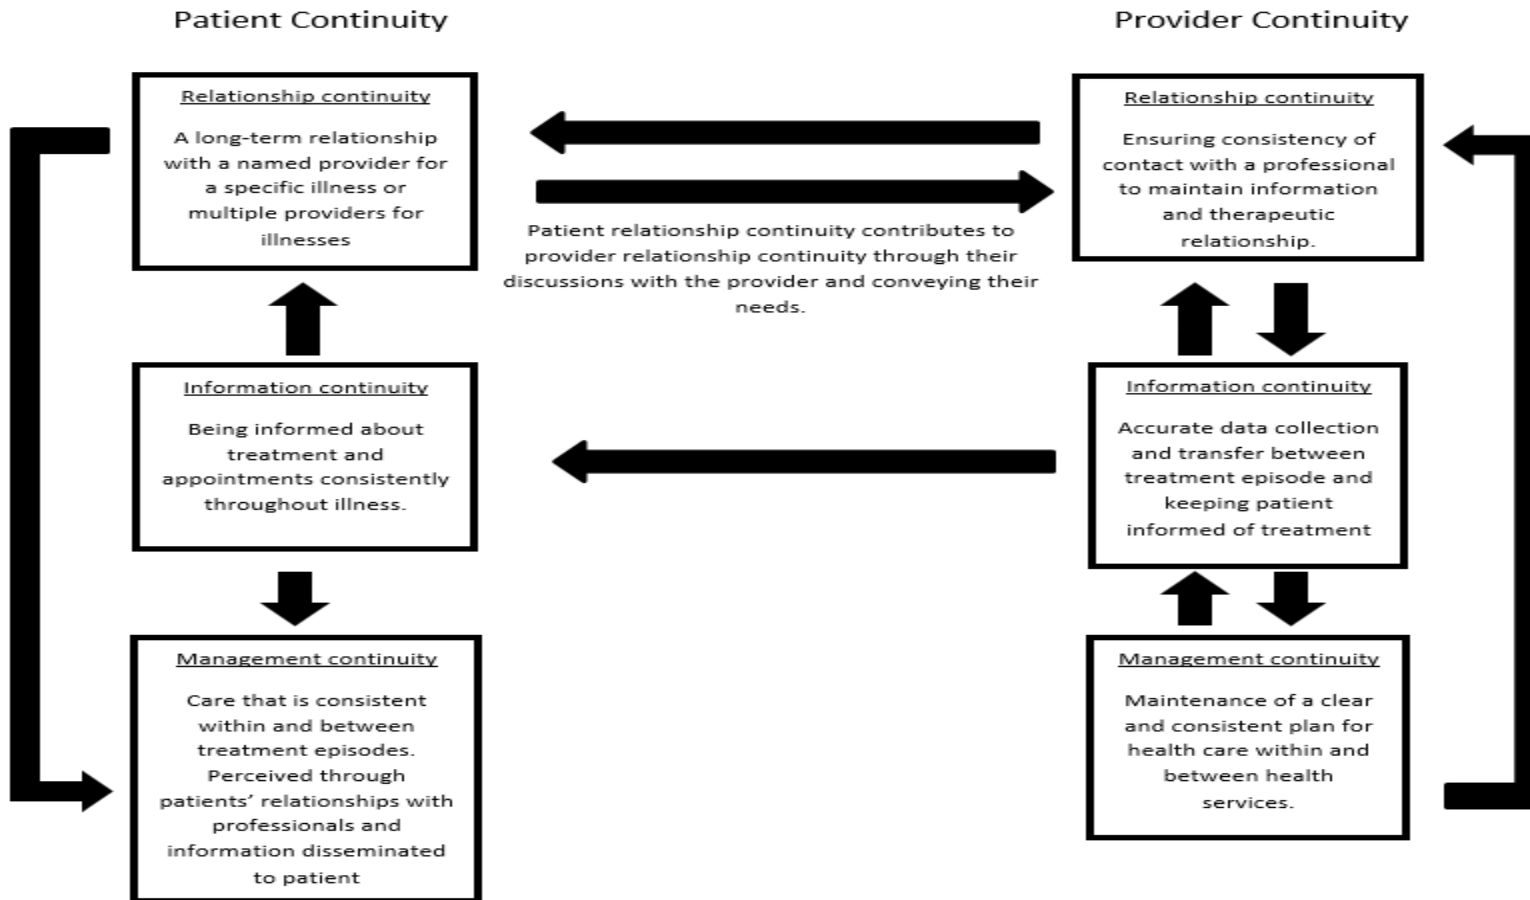 Patient Continuity
Provider Continuity
Relationship continuity
A long-term relationship
with a named provider for
a specific illness or
multiple providers for
illnesses
Patient relationship continuity contributes to
provider relationship continuity through their
discussions with the provider and conveying their
needs.
Relationship continuity
Ensuring consistency of
contact with a professional
to maintain information
and therapeutic
relationship.
Information continuity
Being informed about
treatment and
appointments consistently
throughout illness.
Information continuity
Accurate data collection
and transfer between
treatment episode and
keeping patient
informed of treatment
Management continuity
Care that is consistent
within and between
treatment episodes.
Perceived through
patients’ relationships with
professionals and
information disseminated
to patient
Management continuity
Maintenance of a clear
and consistent plan for
health care within and
between health
services.